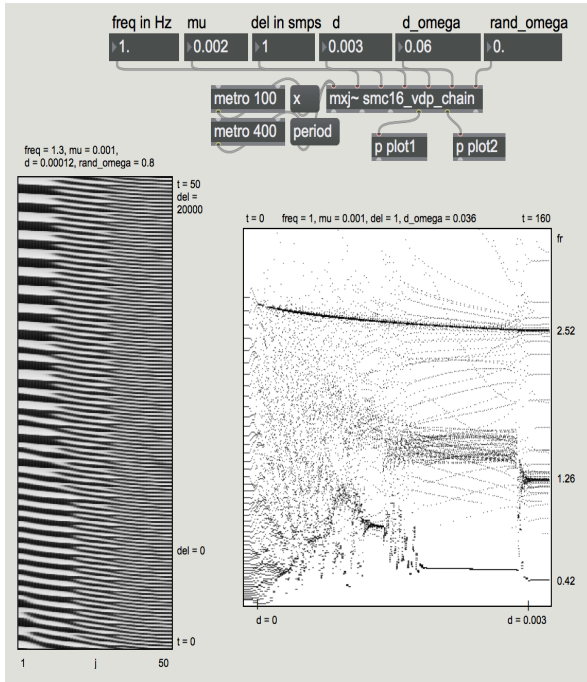 freq in Hz mu del in smps d d_omega rand_omega
1. 0.002 1 0.003 0.06 0.
metro 100 x mxj~ smc16_vdp_chain
metro 400 period
p plot1 p plot2
freq = 1.3, mu = 0.001,
d = 0.00012, rand_omega = 0.8
t = 50
del =
20000
del = 0
t = 0
1 j 50
t = 0 freq = 1, mu = 0.001, del = 1, d_omega = 0.036 t = 160
fr
2.52
1.26
0.42
d = 0 d = 0.003